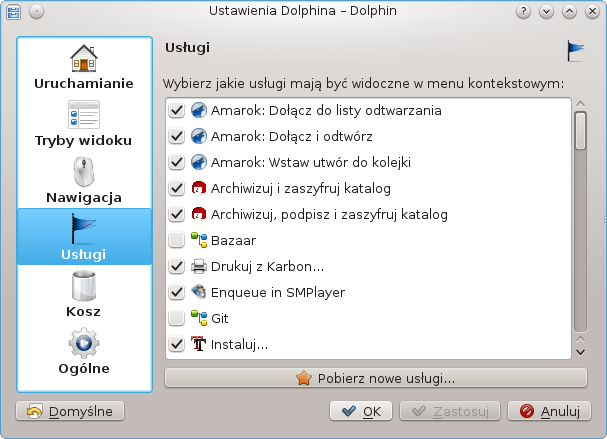 Ustawienia Dolphina – Dolphin
Uruchamianie
Tryby widoku
Nawigacja
Usługi
Kosz
Ogólne
Usługi
Wybierz jakie usługi mają być widoczne w menu kontekstowym:
Amarok: Dołącz do listy odtwarzania
Amarok: Dołącz i odtwórz
Amarok: Wstaw utwór do kolejki
Archiwizuj i zaszyfruj katalog
Archiwizuj, podpisz i zaszyfruj katalog
Bazaar
Drukuj z Karbon...
Enqueue in SMPlayer
Git
Instaluj...
Pobierz nowe usługi...
Domyślne
OK
Zastosuj
Anuluj